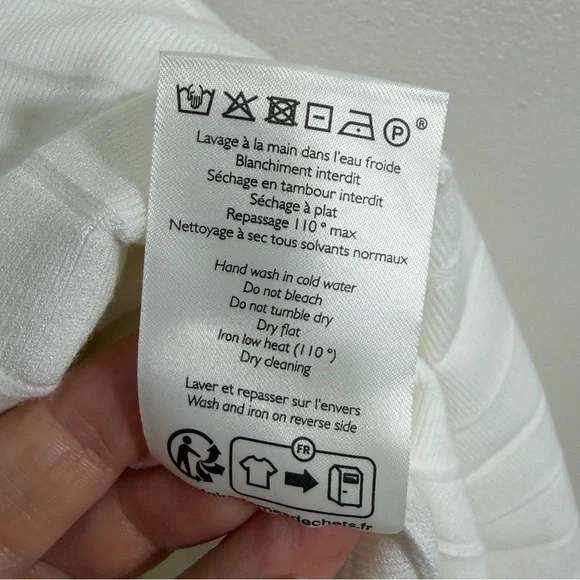 P ®
Lavage à la main dans l'eau froide
Blanchiment interdit
Séchage en tambour interdit
Séchage à plat
Repassage 110° max
Nettoyage à sec tous solvants normaux
Hand wash in cold water
Do not bleach
Do not tumble dry
Dry flat
Iron low heat (110°)
Dry cleaning
Laver et repasser sur l'envers
Wash and iron on reverse side
FR